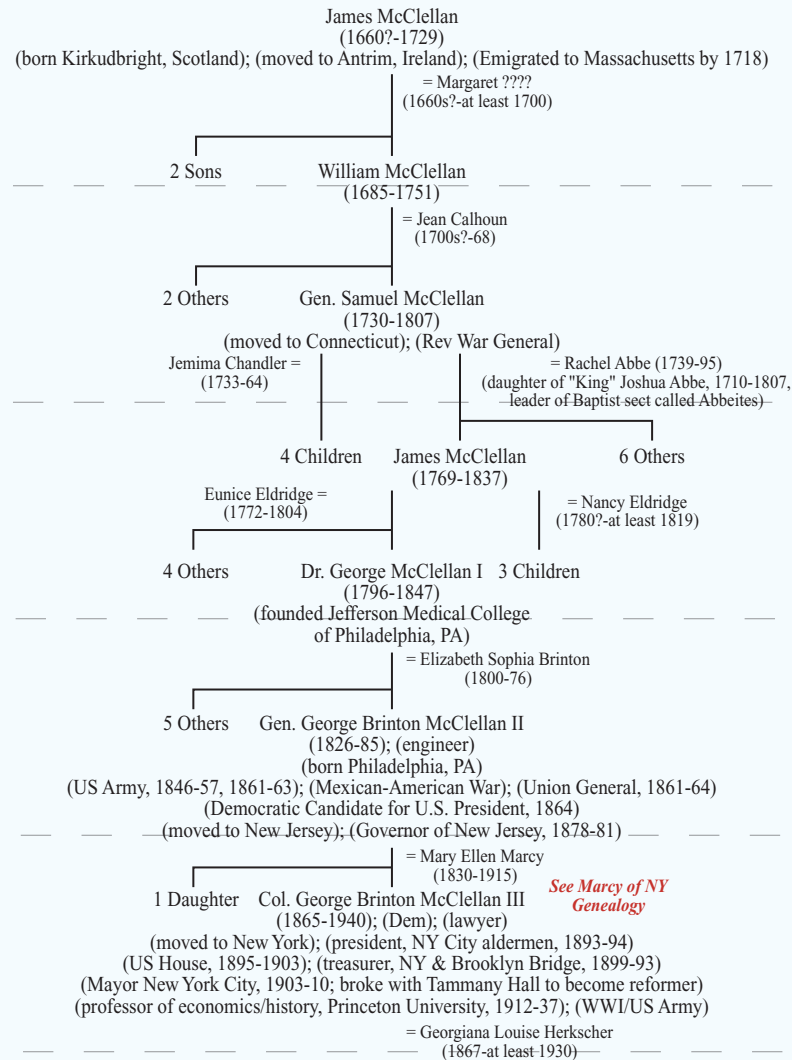 James McClellan
(1660?-1729)
(born Kirkudbright, Scotland); (moved to Antrim, Ireland); (Emigrated to Massachusetts by 1718)
= Margaret ????
(1660s?-at least 1700)
2 Sons
William McClellan
(1685-1751)
= Jean Calhoun
(1700s?-68)
2 Others
Gen. Samuel McClellan
(1730-1807)
(moved to Connecticut); (Rev War General)
Jemima Chandler =
(1733-64)
= Rachel Abbe (1739-95)
(daughter of "King" Joshua Abbe, 1710-1807,
leader of Baptist sect called Abbeites)
4 Children
James McClellan
(1769-1837)
6 Others
Eunice Eldridge =
(1772-1804)
= Nancy Eldridge
(1780?-at least 1819)
4 Others
Dr. George McClellan I
(1796-1847)
(founded Jefferson Medical College
of Philadelphia, PA)
3 Children
= Elizabeth Sophia Brinton
(1800-76)
5 Others
Gen. George Brinton McClellan II
(1826-85); (engineer)
(born Philadelphia, PA)
(US Army, 1846-57, 1861-63); (Mexican-American War); (Union General, 1861-64)
(Democratic Candidate for U.S. President, 1864)
(moved to New Jersey); (Governor of New Jersey, 1878-81)
= Mary Ellen Marcy
(1830-1915)
See Marcy of NY
Genealogy
1 Daughter
Col. George Brinton McClellan III
(1865-1940); (Dem); (lawyer)
(moved to New York); (president, NY City aldermen, 1893-94)
(US House, 1895-1903); (treasurer, NY & Brooklyn Bridge, 1899-93)
(Mayor New York City, 1903-10; broke with Tammany Hall to become reformer)
(professor of economics/history, Princeton University, 1912-37); (WWI/US Army)
= Georgiana Louise Herkscher
(1867-at least 1930)